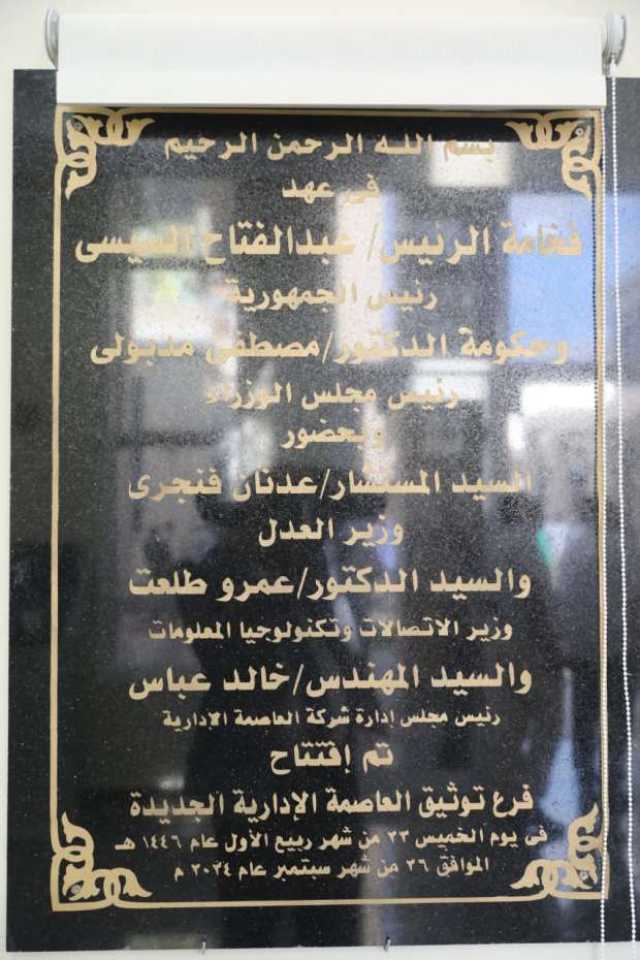 بسم الله الرحمن الرحيم
فى عهد
فخامة الرئيس/ عبدالفتاح السيسى
رئيس الجمهورية
وحكومة الدكتور/مصطفى مدبولى
رئيس مجلس الوزراء
وبحضور
السيد المستشار/عدنان فنجرى
وزير العدل
والسيد الدكتور/عمرو طلعت
وزير الاتصالات وتكنولوجيا المعلومات
والسيد المهندس/خالد عباس
رئيس مجلس إدارة شركة العاصمة الإدارية
تم إفتتاح
فرع توثيق العاصمة الإدارية الجديدة
فى يوم الخميس ٢٣ من شهر ربيع الأول عام ١٤٤٦ هـ
الموافق ٢٦ من شهر سبتمبر عام ٢٠٢٤ م